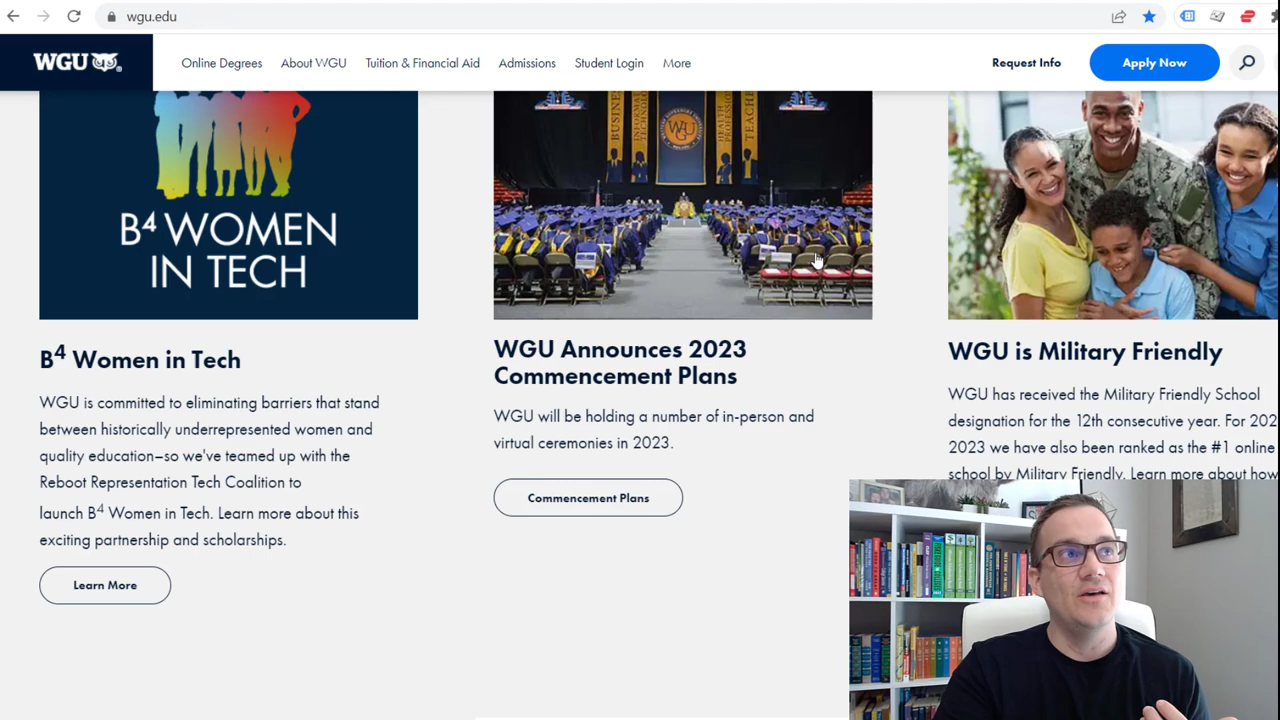 wgu.edu
WGU
Online Degrees
About WGU
Tuition & Financial Aid
Admissions
Student Login
More
Request Info
Apply Now
B4 WOMEN
IN TECH
BUSINESS
WGU
B4 Women in Tech
WGU is committed to eliminating barriers that stand
between historically underrepresented women and
quality education–so we've teamed up with the
Reboot Representation Tech Coalition to
launch B4 Women in Tech. Learn more about this
exciting partnership and scholarships.
Learn More
WGU Announces 2023
Commencement Plans
WGU will be holding a number of in-person and
virtual ceremonies in 2023.
Commencement Plans
WGU is Military Friendly
WGU has received the Military Friendly School
designation for the 12th consecutive year. For 202
2023 we have also been ranked as the #1 online
school by Military Friendly. Learn more about how